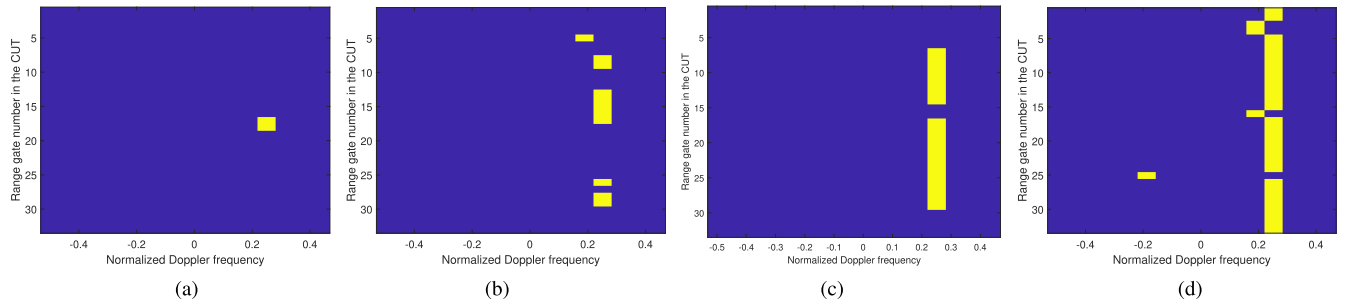 Range gate number in the CUT
5
10
15
20
25
30
-0.4 -0.2 0 0.2 0.4
Normalized Doppler frequency
(a)
Range gate number in the CUT
5
10
15
20
25
30
-0.4 -0.2 0 0.2 0.4
Normalized Doppler frequency
(b)
Range gate number in the CUT
5
10
15
20
25
30
-0.5 -0.4 -0.3 -0.2 -0.1 0 0.1 0.2 0.3 0.4
Normalized Doppler frequency
(c)
Range gate number in the CUT
5
10
15
20
25
30
-0.4 -0.2 0 0.2 0.4
Normalized Doppler frequency
(d)